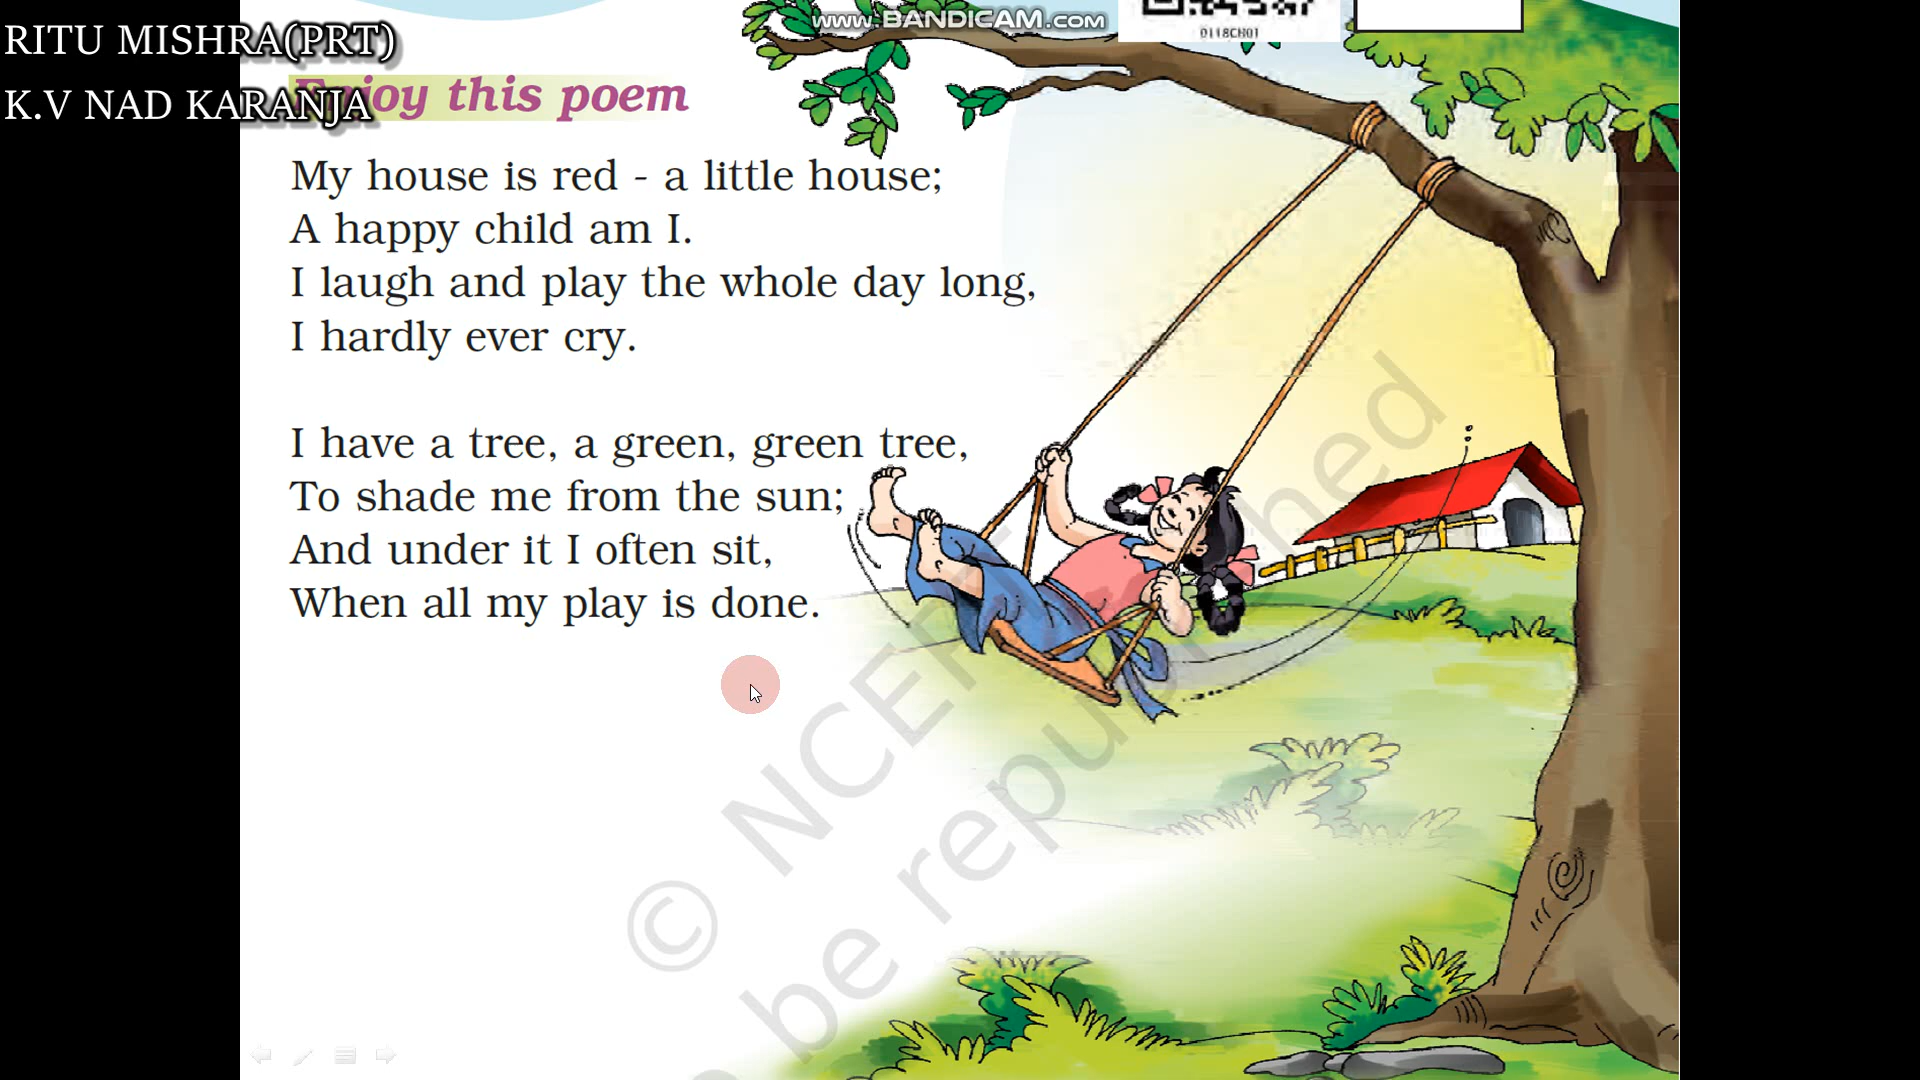 www.BANDICAM.com
0118CH01
RITU MISHRA(PRT)
K.V NAD KARANJA
Enjoy this poem
My house is red - a little house;
A happy child am I.
I laugh and play the whole day long,
I hardly ever cry.
I have a tree, a green, green tree,
To shade me from the sun;
And under it I often sit,
When all my play is done.
© NCERT
be republished